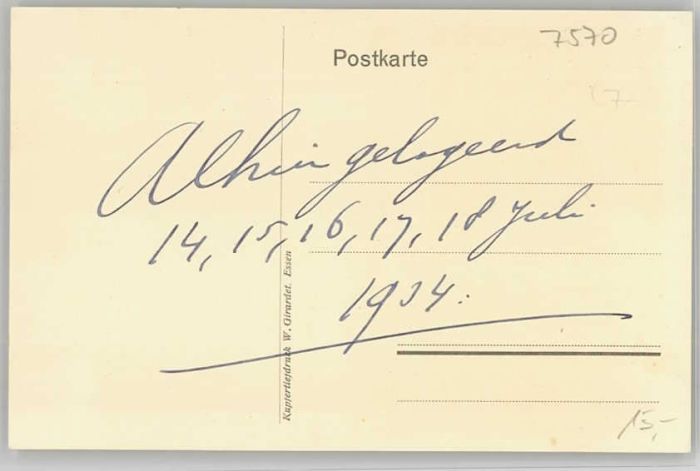 7570
Postkarte
Alhier gelogeerd
14, 15, 16, 17, 18 Juli
1934.
Kupfertiefdruck W. Girardet. Essen
15,-